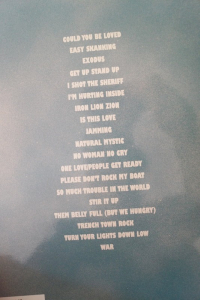 COULD YOU BE LOVED
EASY SKANKING
EXODUS
GET UP STAND UP
I SHOT THE SHERIFF
I'M HURTING INSIDE
IRON LION ZION
IS THIS LOVE
JAMMING
NATURAL MYSTIC
NO WOMAN NO CRY
ONE LOVE/PEOPLE GET READY
PLEASE DON'T ROCK MY BOAT
SO MUCH TROUBLE IN THE WORLD
STIR IT UP
THEM BELLY FULL (BUT WE HUNGRY)
TRENCH TOWN ROCK
TURN YOUR LIGHTS DOWN LOW
WAR